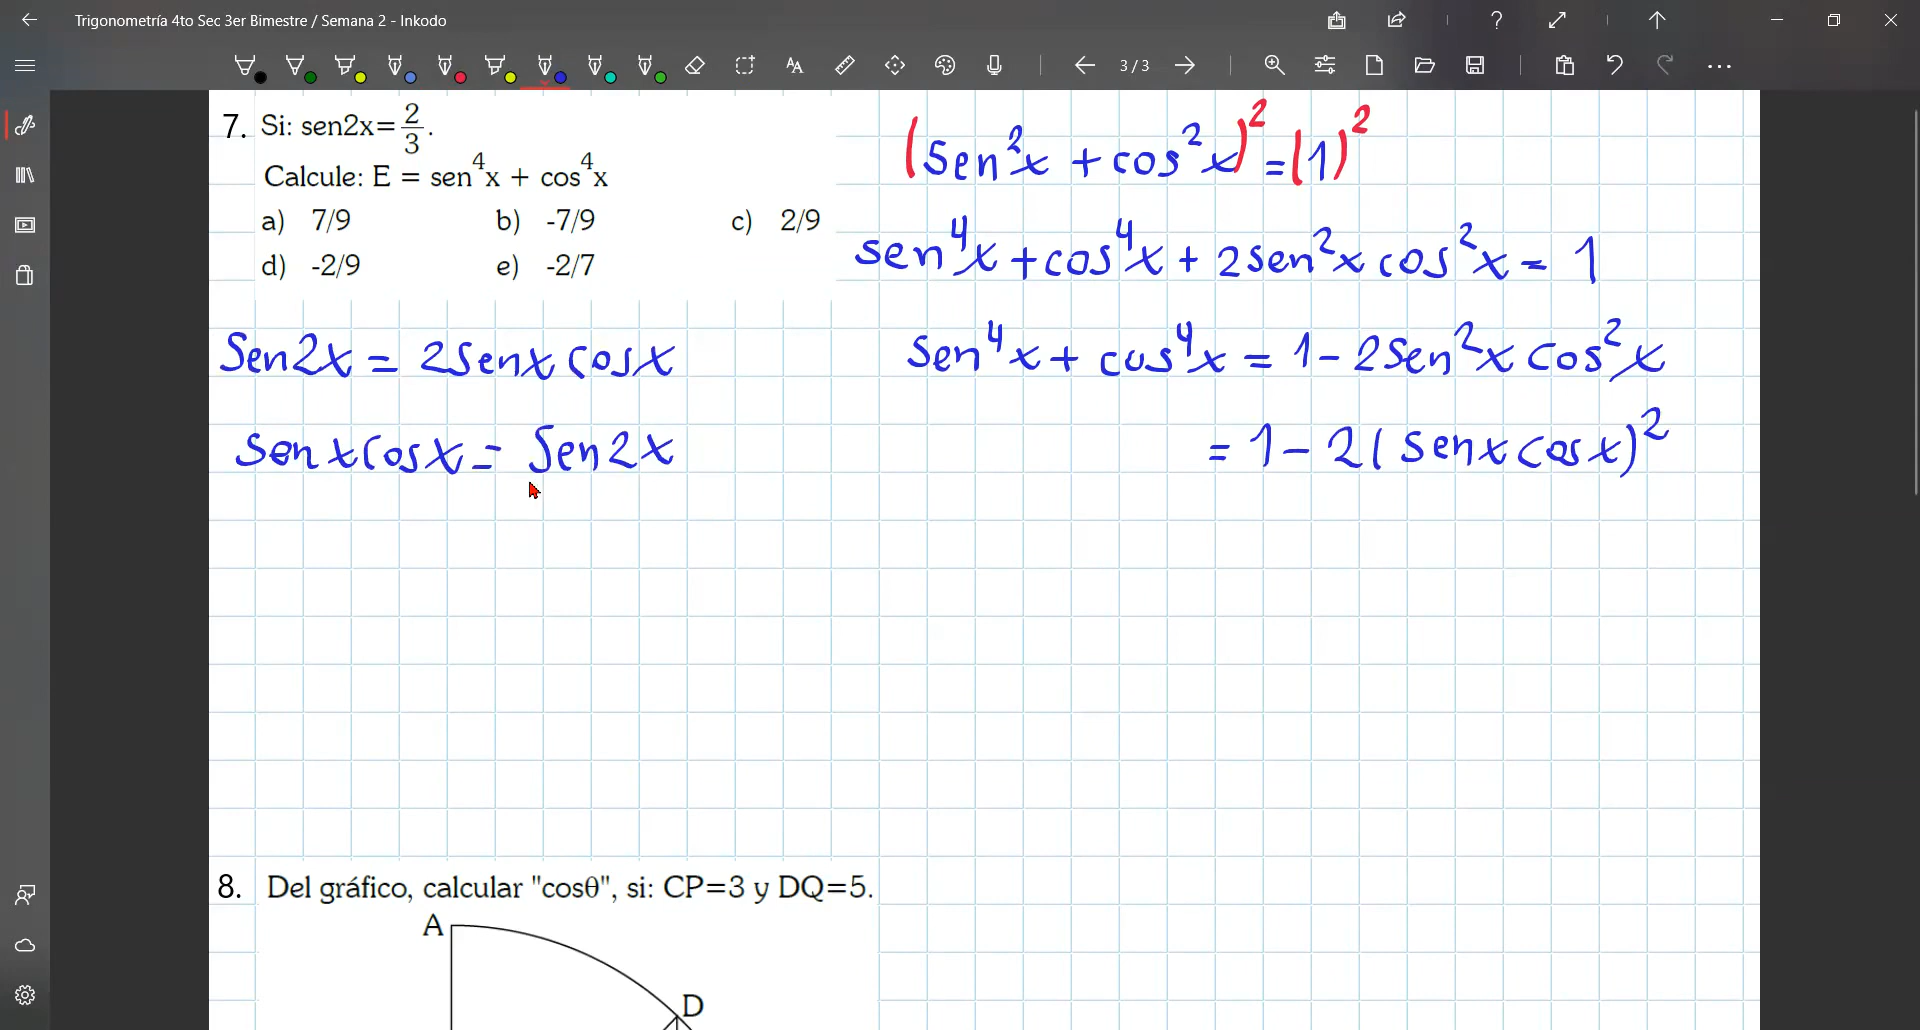 Trigonometría 4to Sec 3er Bimestre / Semana 2 - Inkodo
3 / 3
7. Si: sen2x=2/3.
Calcule: E = sen⁴x + cos⁴x
a) 7/9 b) -7/9 c) 2/9
d) -2/9 e) -2/7
Sen2x = 2senx cosx
senxcosx = Sen2x
(sen²x + cos²x)² = (1)²
sen⁴x + cos⁴x + 2sen²x cos²x = 1
sen⁴x + cos⁴x = 1 - 2sen²x cos²x
= 1 - 2(senx cosx)²
8. Del gráfico, calcular "cosθ", si: CP=3 y DQ=5.
A
D